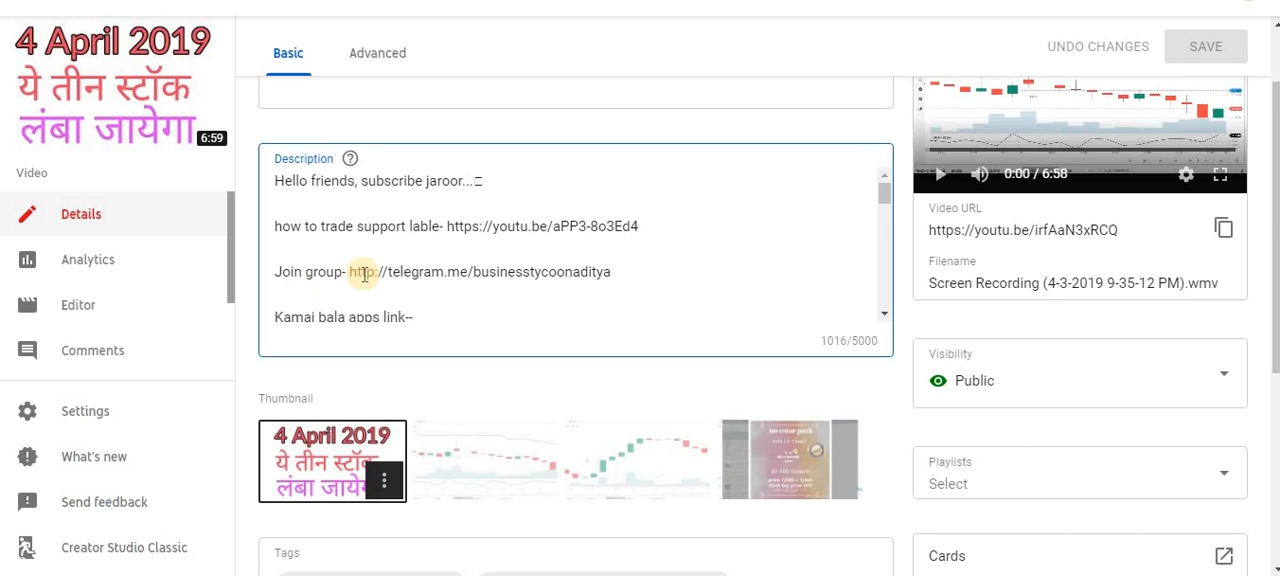 4 April 2019
ये तीन स्टॉक
लंबा जायेगा
6:59
Video
Details
Analytics
Editor
Comments
Settings
What's new
Send feedback
Creator Studio Classic
Basic
Advanced
UNDO CHANGES
SAVE
Description
Hello friends, subscribe jaroor...
how to trade support lable- https://youtu.be/aPP3-8o3Ed4
Join group- http://telegram.me/businesstycoonaditya
Kamai bala apps link--
1016/5000
Thumbnail
4 April 2019
ये तीन स्टॉक
लंबा जायेगा
investor pack
Tags
0:00 / 6:58
Video URL
https://youtu.be/irfAaN3xRCQ
Filename
Screen Recording (4-3-2019 9-35-12 PM).wmv
Visibility
Public
Playlists
Select
Cards